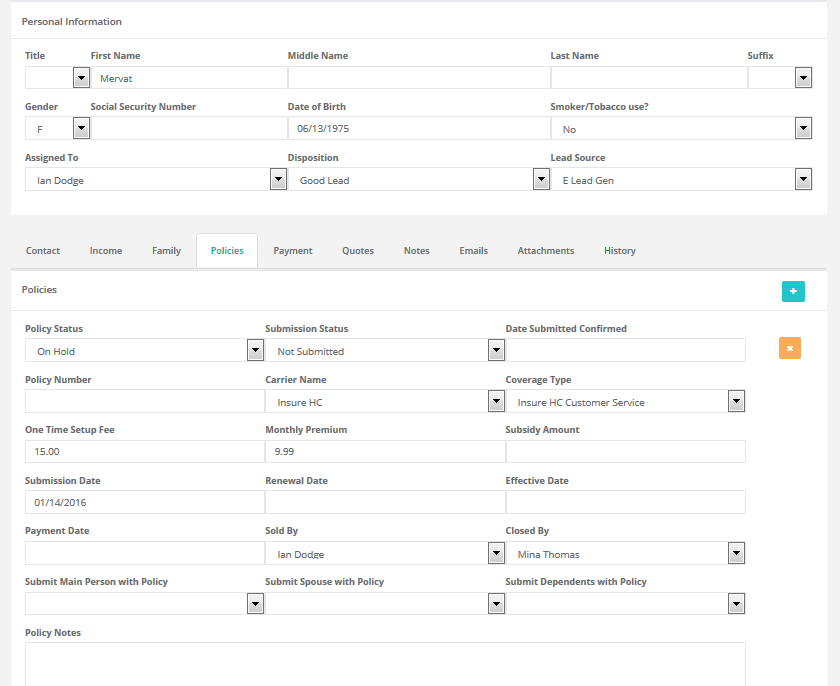 Personal Information
Title First Name Middle Name Last Name Suffix
Mervat
Gender Social Security Number Date of Birth Smoker/Tobacco use?
F 06/13/1975 No
Assigned To Disposition Lead Source
Ian Dodge Good Lead E Lead Gen
Contact Income Family Policies Payment Quotes Notes Emails Attachments History
Policies
Policy Status Submission Status Date Submitted Confirmed
On Hold Not Submitted
Policy Number Carrier Name Coverage Type
Insure HC Insure HC Customer Service
One Time Setup Fee Monthly Premium Subsidy Amount
15.00 9.99
Submission Date Renewal Date Effective Date
01/14/2016
Payment Date Sold By Closed By
Ian Dodge Mina Thomas
Submit Main Person with Policy Submit Spouse with Policy Submit Dependents with Policy
Policy Notes